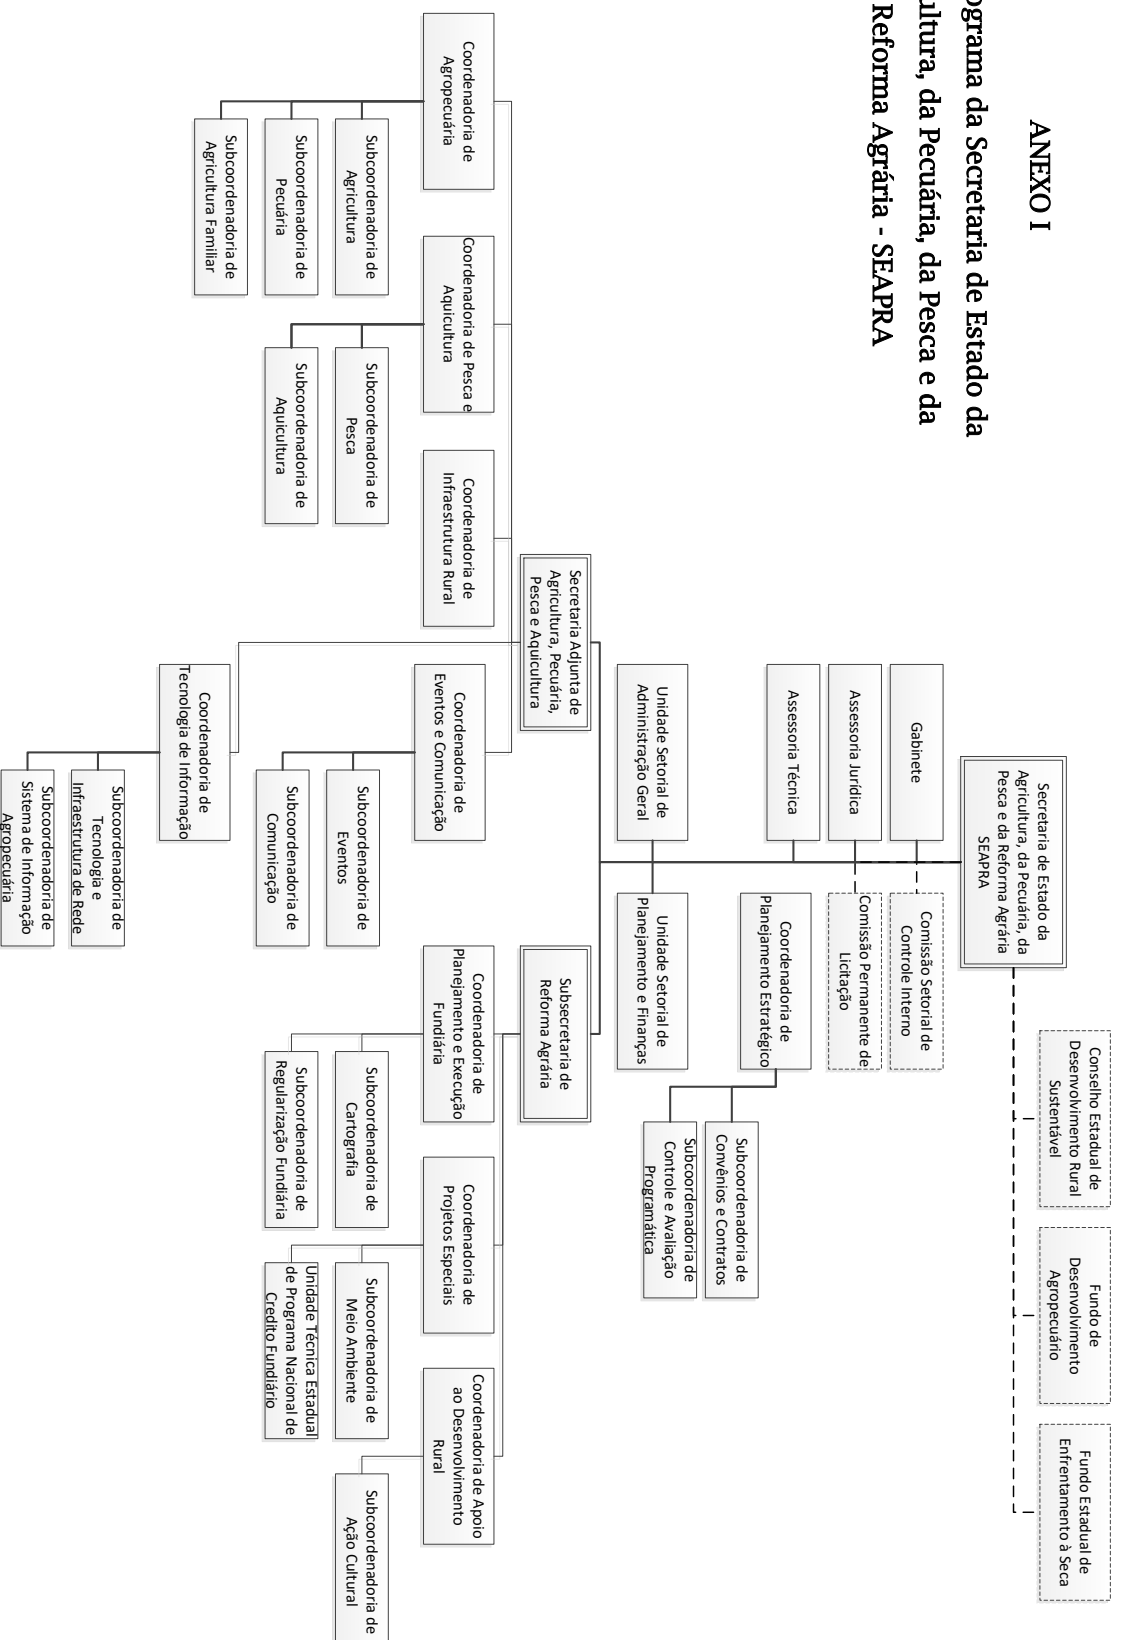 ANEXO I
ograma da Secretaria de Estado da
ultura, da Pecuária, da Pesca e da
Reforma Agrária - SEAPRA
Conselho Estadual de
Desenvolvimento Rural
Sustentável
Fundo de
Desenvolvimento
Agropecuário
Fundo Estadual de
Enfrentamento à Seca
Secretaria de Estado da
Agricultura, da Pecuária, da
Pesca e da Reforma Agrária
SEAPRA
Gabinete
Comissão Setorial de
Controle Interno
Assessoria Jurídica
Comissão Permanente de
Licitação
Assessoria Técnica
Coordenadoria de
Planejamento Estratégico
Subcoordenadoria de
Convênios e Contratos
Subcoordenadoria de
Controle e Avaliação
Programática
Unidade Setorial de
Administração Geral
Unidade Setorial de
Planejamento e Finanças
Secretaria Adjunta de
Agricultura, Pecuária,
Pesca e Aquicultura
Subsecretaria de
Reforma Agrária
Coordenadoria de
Agropecuária
Subcoordenadoria de
Agricultura
Subcoordenadoria de
Pecuária
Subcoordenadoria de
Agricultura Familiar
Coordenadoria de Pesca e
Aquicultura
Subcoordenadoria de
Pesca
Subcoordenadoria de
Aquicultura
Coordenadoria de
Infraestrutura Rural
Coordenadoria de
Eventos e Comunicação
Subcoordenadoria de
Eventos
Subcoordenadoria de
Comunicação
Coordenadoria de
Tecnologia de Informação
Subcoordenadoria de
Tecnologia e
Infraestrutura de Rede
Subcoordenadoria de
Sistema de Informação
Agropecuária
Coordenadoria de
Planejamento e Execução
Fundiária
Subcoordenadoria de
Cartografia
Subcoordenadoria de
Regularização Fundiária
Coordenadoria de
Projetos Especiais
Subcoordenadoria de
Meio Ambiente
Unidade Técnica Estadual
de Programa Nacional de
Credito Fundiário
Coordenadoria de Apoio
ao Desenvolvimento
Rural
Subcoordenadoria de
Ação Cultural